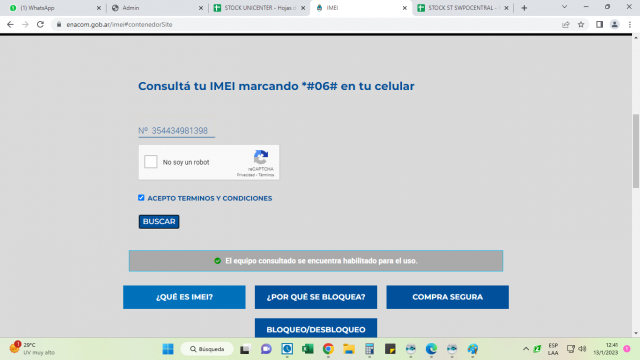 WhatsApp
Admin
STOCK UNICENTER - Hojas d
IMEI
STOCK ST SWPOCENTRAL -
enacom.gob.ar/imei#contenedorSite
Consultá tu IMEI marcando *#06# en tu celular
Nº 354434981398
No soy un robot
reCAPTCHA
Privacidad - Términos
ACEPTO TERMINOS Y CONDICIONES
BUSCAR
El equipo consultado se encuentra habilitado para el uso.
¿QUÉ ES IMEI?
¿POR QUÉ SE BLOQUEA?
COMPRA SEGURA
BLOQUEO/DESBLOQUEO
29°C
UV muy alto
Búsqueda
ESP
LAA
12:41
13/1/2023